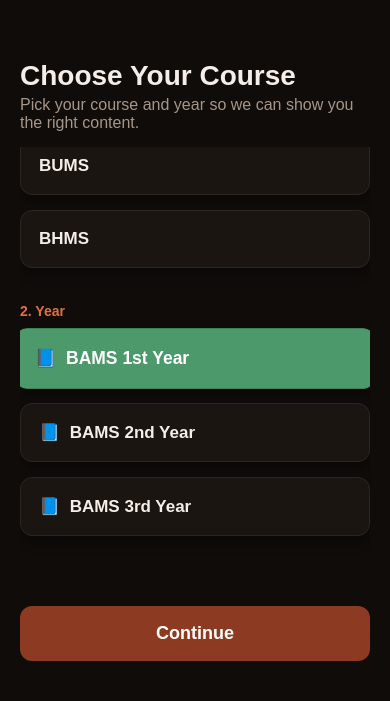 Choose Your Course
Pick your course and year so we can show you
the right content.
BUMS
BHMS
2. Year
BAMS 1st Year
BAMS 2nd Year
BAMS 3rd Year
Continue